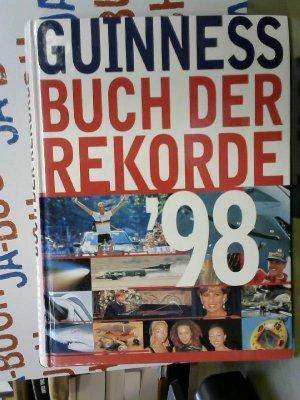 GUINNESS
BUCH DER
REKORDE
'98